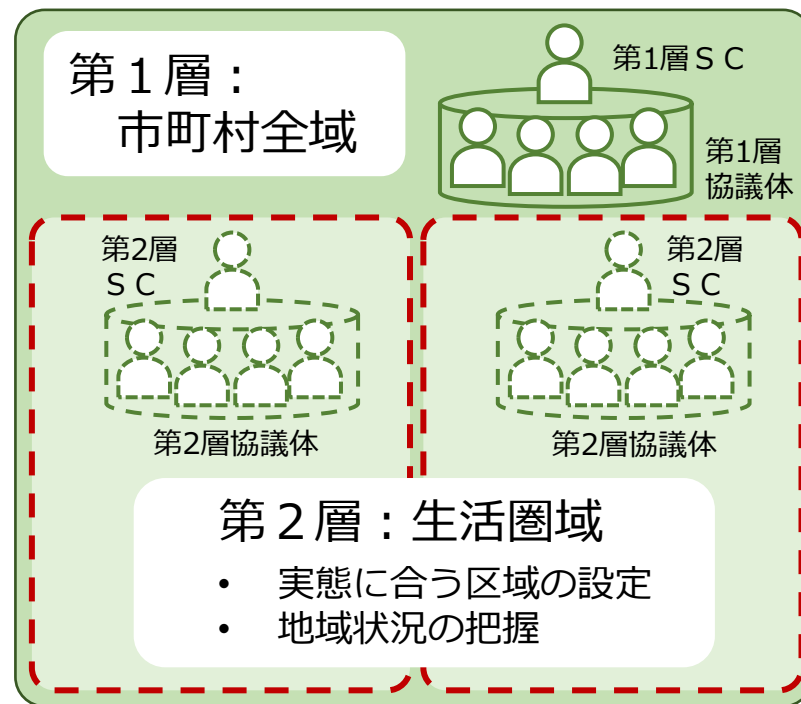 第１層：
市町村全域
第1層ＳＣ
第1層
協議体
第2層
ＳＣ
第2層協議体
第2層
ＳＣ
第2層協議体
第２層：生活圏域
• 実態に合う区域の設定
• 地域状況の把握